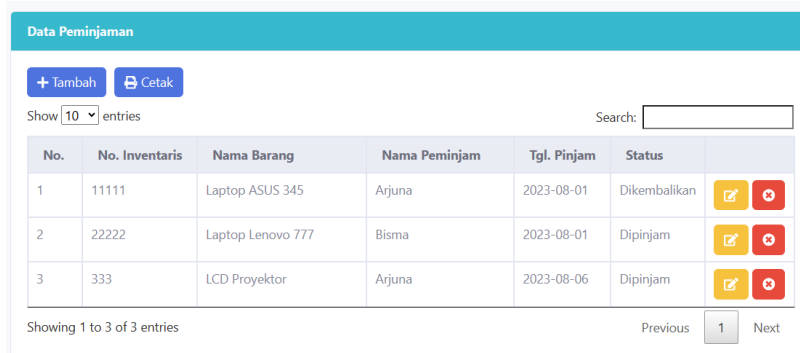 Data Peminjaman
Tambah Cetak
Show 10 entries Search:
No. No. Inventaris Nama Barang Nama Peminjam Tgl. Pinjam Status
1 11111 Laptop ASUS 345 Arjuna 2023-08-01 Dikembalikan
2 22222 Laptop Lenovo 777 Bisma 2023-08-01 Dipinjam
3 333 LCD Proyektor Arjuna 2023-08-06 Dipinjam
Showing 1 to 3 of 3 entries Previous 1 Next